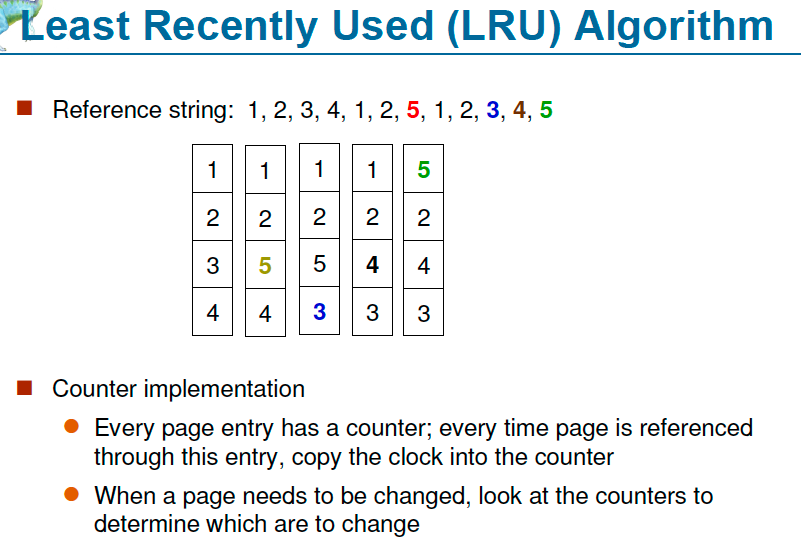 Least Recently Used (LRU) Algorithm
Reference string: 1, 2, 3, 4, 1, 2, 5, 1, 2, 3, 4, 5
1 1 1 1 5
2 2 2 2 2
3 5 5 4 4
4 4 3 3 3
Counter implementation
Every page entry has a counter; every time page is referenced
through this entry, copy the clock into the counter
When a page needs to be changed, look at the counters to
determine which are to change